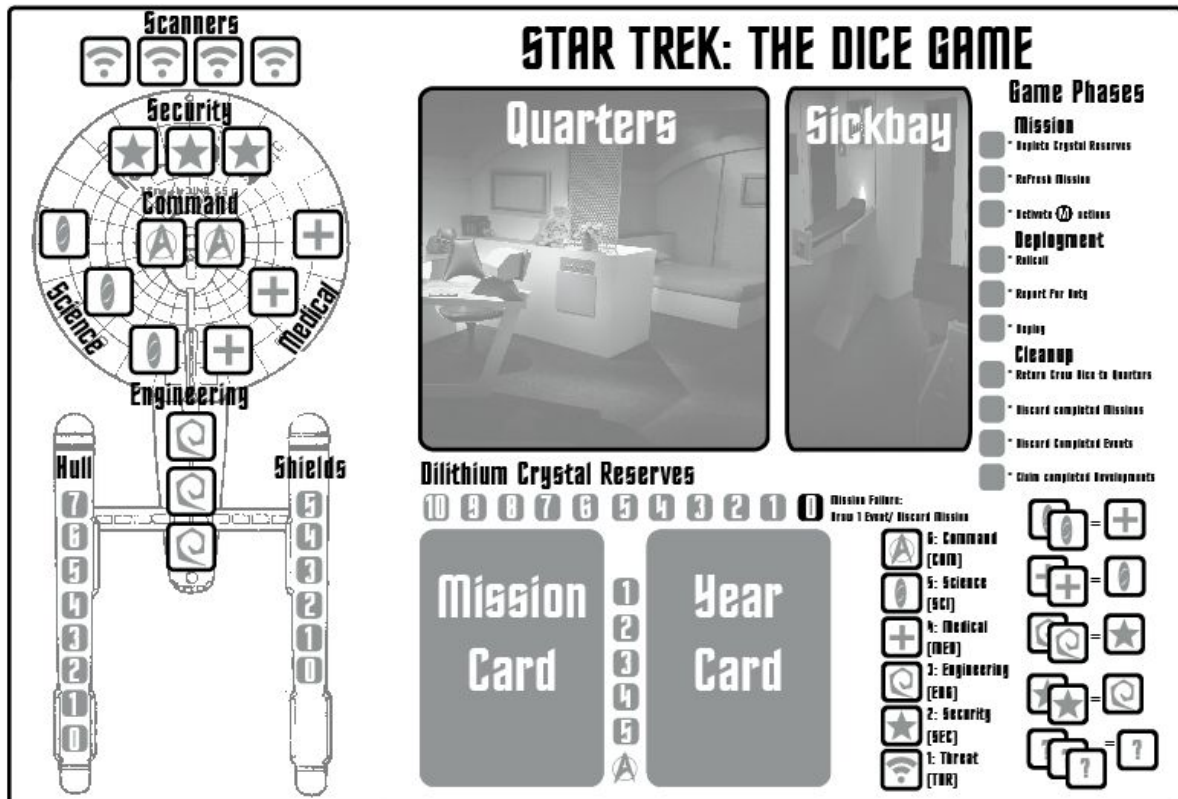 Scanners
STAR TREK: THE DICE GAME
Security
Command
Science
Medical
Engineering
Hull
7
6
5
4
3
2
1
0
Shields
5
4
3
2
1
0
Quarters
Sickbay
Game Phases
Mission
* Deplete Crystal Reserves
* Refresh Mission
* Activate M actions
Deployment
* Rollcall
* Report For Duty
Cleanup
* Return Crew Dice to Quarters
* Discard completed Missions
* Discard Completed Events
* Claim completed Developments
Dilithium Crystal Reserves
10 9 8 7 6 5 4 3 2 1 0
Mission Failure:
Draw 1 Event/ Discard Mission
Mission
Card
1
2
3
4
5
Year
Card
6: Command
(COM)
5: Science
(SCI)
4: Medical
(MED)
3: Engineering
(ENG)
2: Security
(SEC)
1: Threat
(THR)
=
=
=
=
? ? ? = ?